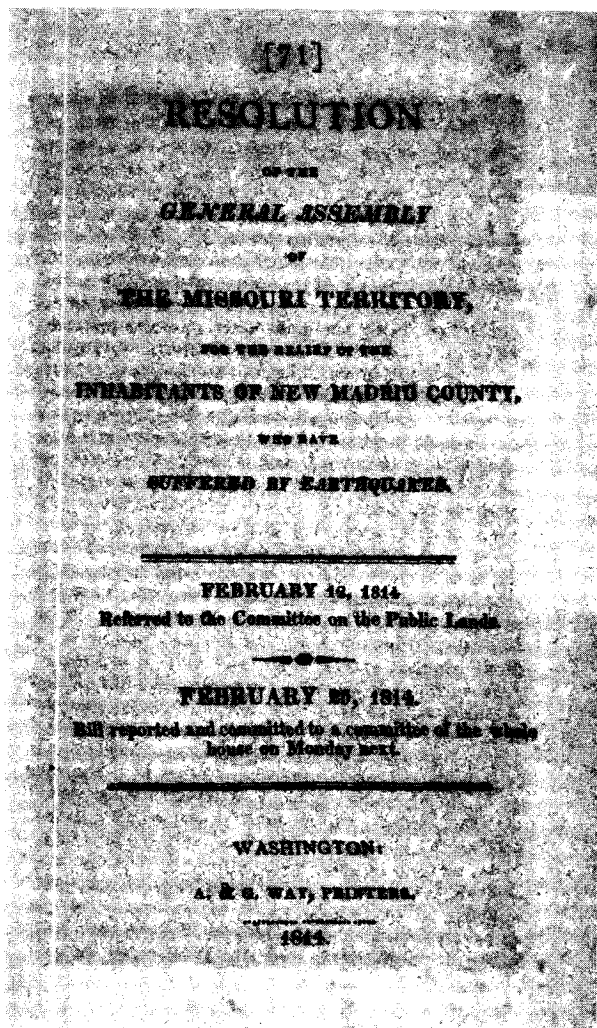 [71]
RESOLUTION
OF THE
GENERAL ASSEMBLY
OF
THE MISSOURI TERRITORY,
FOR THE RELIEF OF THE
INHABITANTS OF NEW MADRID COUNTY,
WHO HAVE
SUFFERED BY EARTHQUAKES.
FEBRUARY 1814
Referred to the Committee on the Public Lands.
FEBRUARY 1814.
Bill reported and committed to a committee of the whole
house on Monday next.
WASHINGTON:
A. & G. WAY, PRINTERS.
1814.